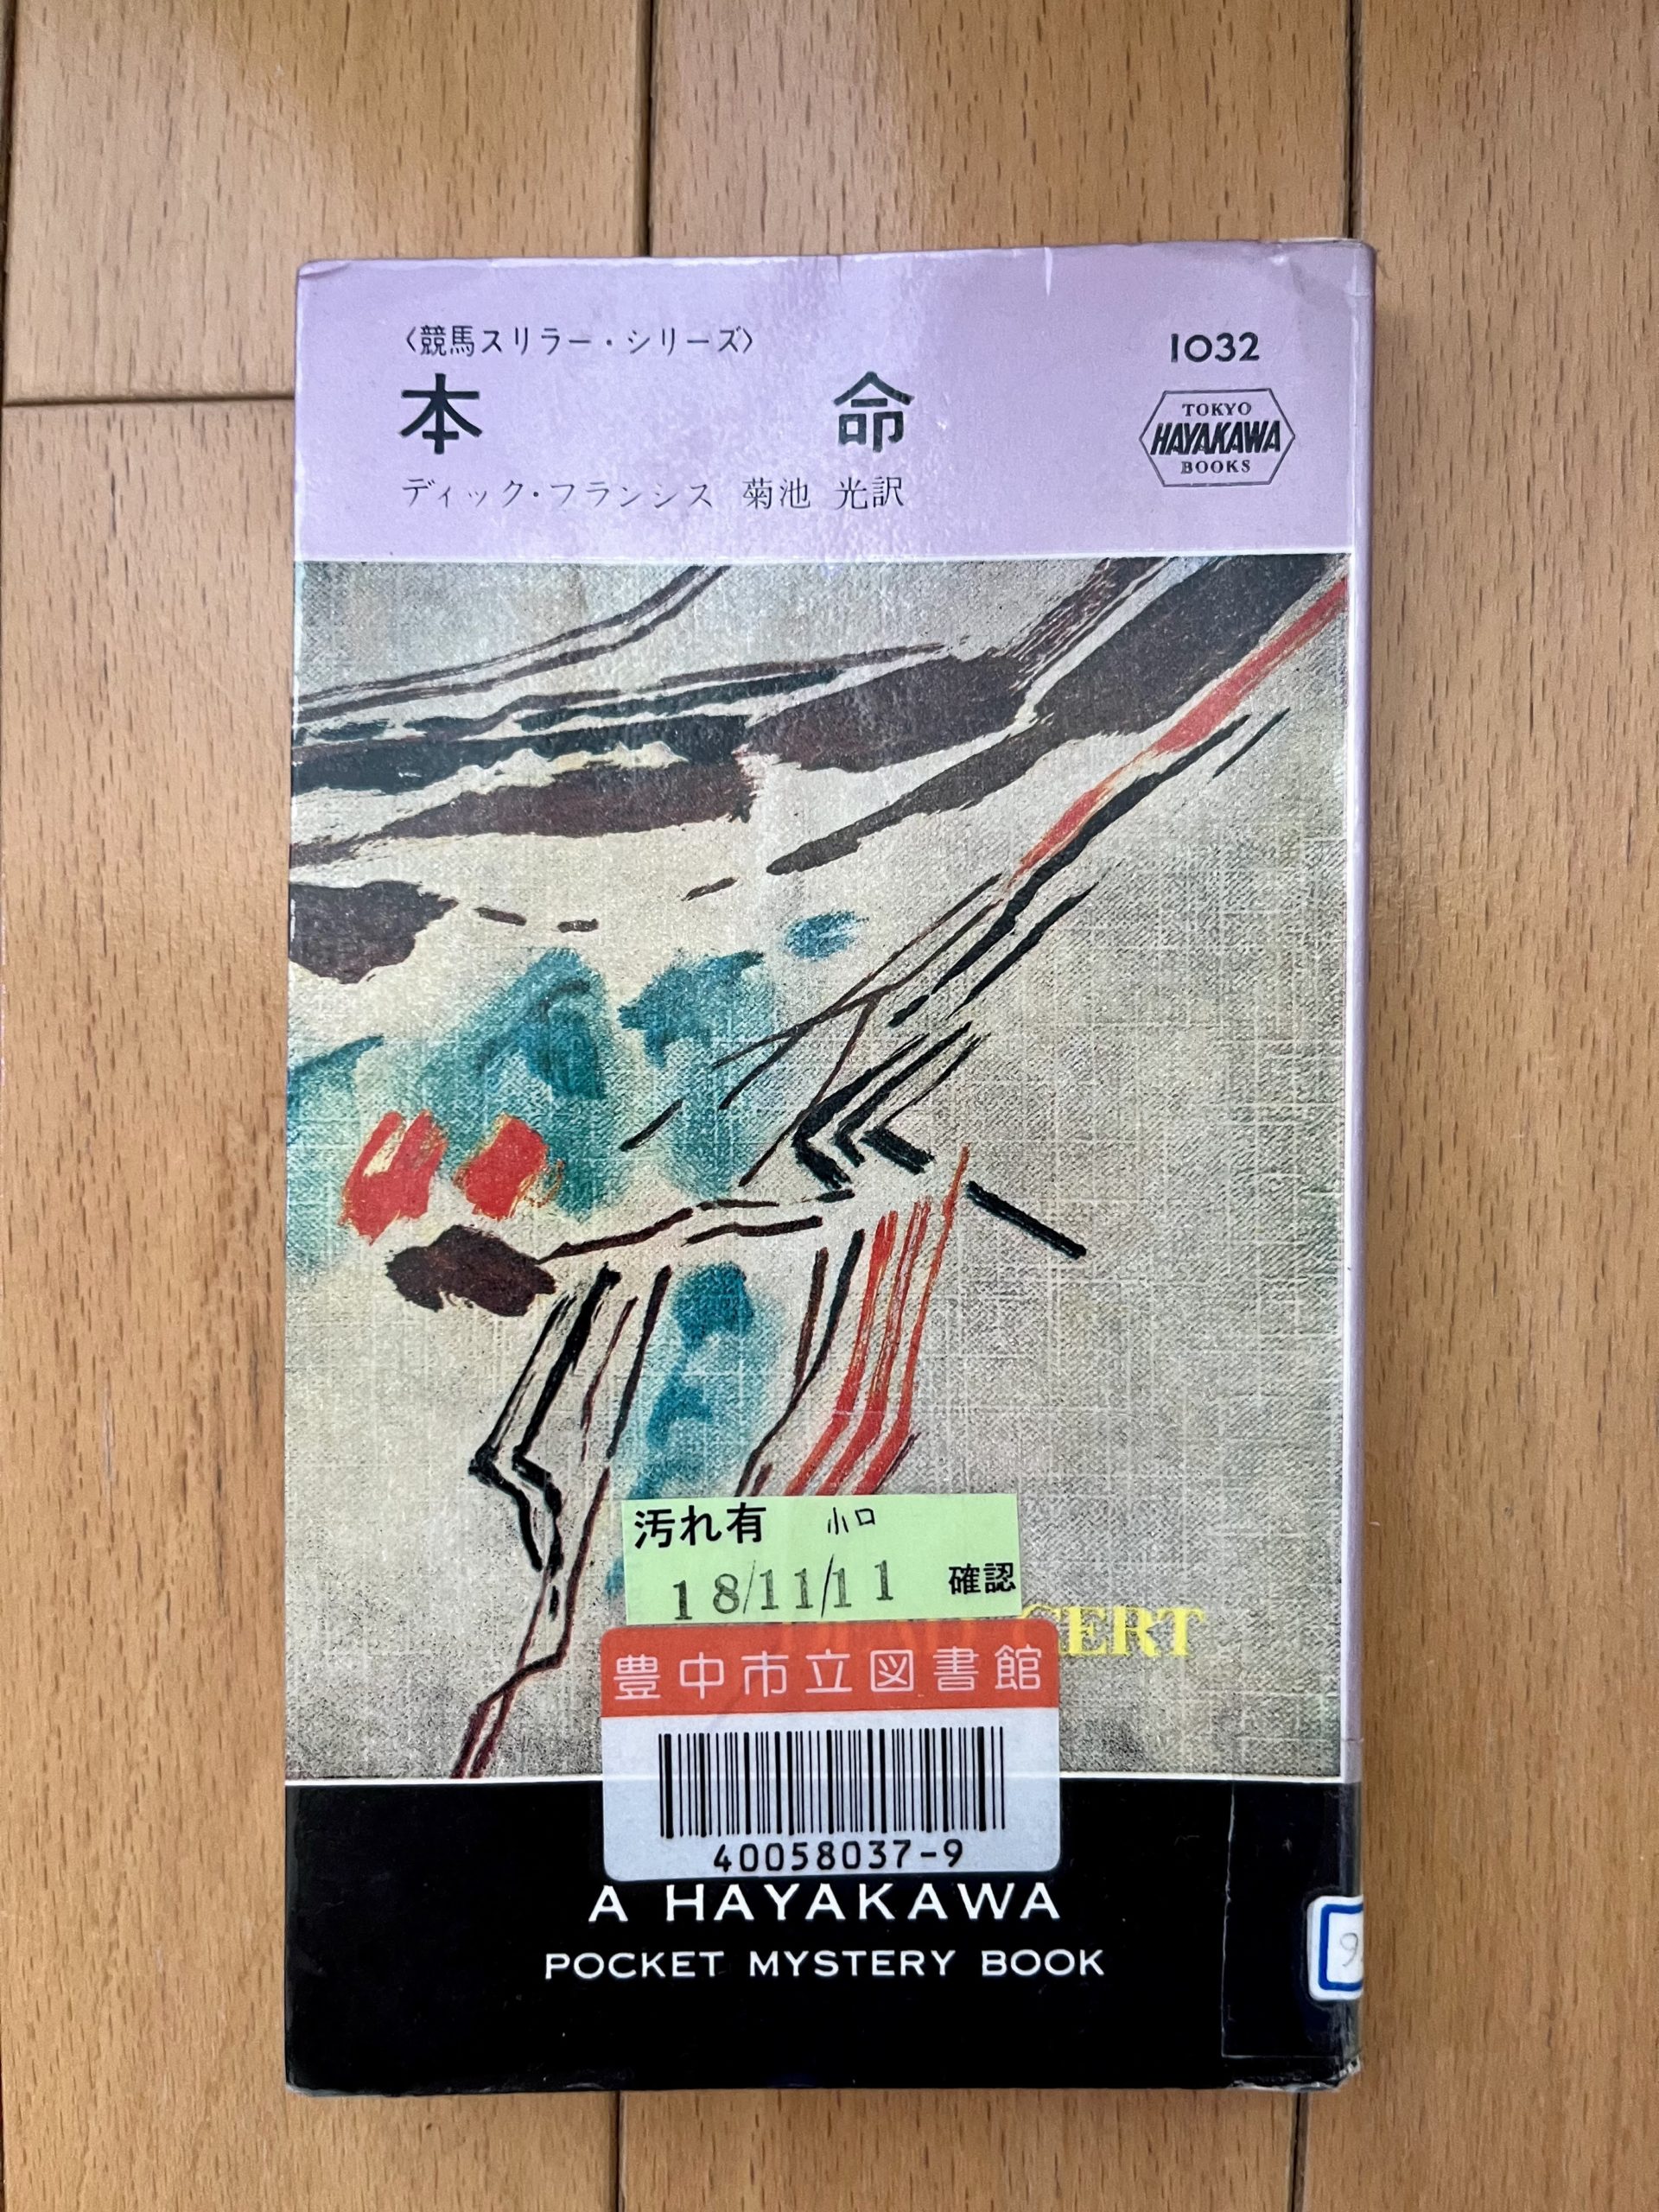 〈競馬スリラー・シリーズ〉
1032
本命
TOKYO
HAYAKAWA
BOOKS
ディック・フランシス 菊池 光訳
汚れ有 小口
18/11/11 確認
CERT
豊中市立図書館
40058037-9
A HAYAKAWA
POCKET MYSTERY BOOK
9